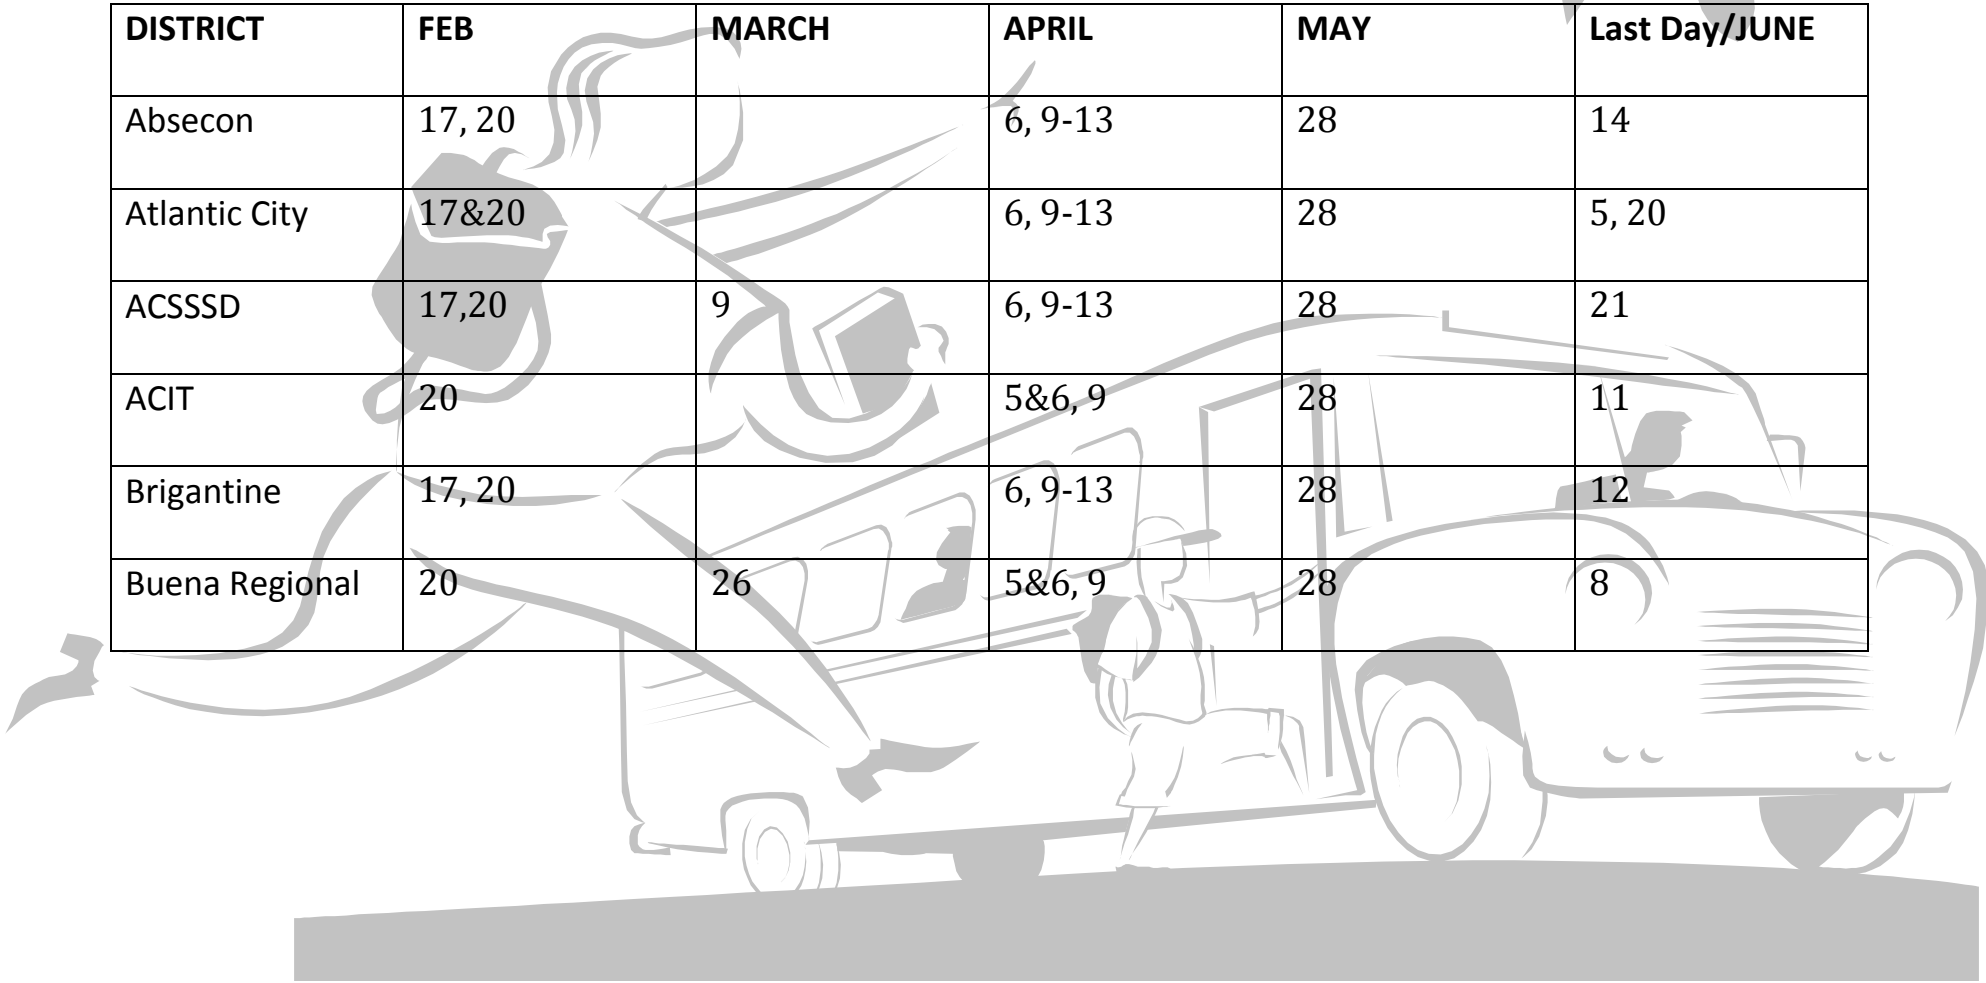 DISTRICT FEB MARCH APRIL MAY Last Day/JUNE
Absecon 17, 20 6, 9-13 28 14
Atlantic City 17&20 6, 9-13 28 5, 20
ACSSSD 17,20 9 6, 9-13 28 21
ACIT 20 5&6, 9 28 11
Brigantine 17, 20 6, 9-13 28 12
Buena Regional 20 26 5&6, 9 28 8